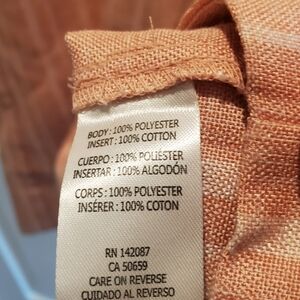 BODY: 100% POLYESTER
INSERT: 100% COTTON
CUERPO: 100% POLIÉSTER
INSERTAR: 100% ALGODÓN
CORPS: 100% POLYESTER
INSÉRER: 100% COTON
RN 142087
CA 50659
CARE ON REVERSE
CUIDADO AL REVERSO